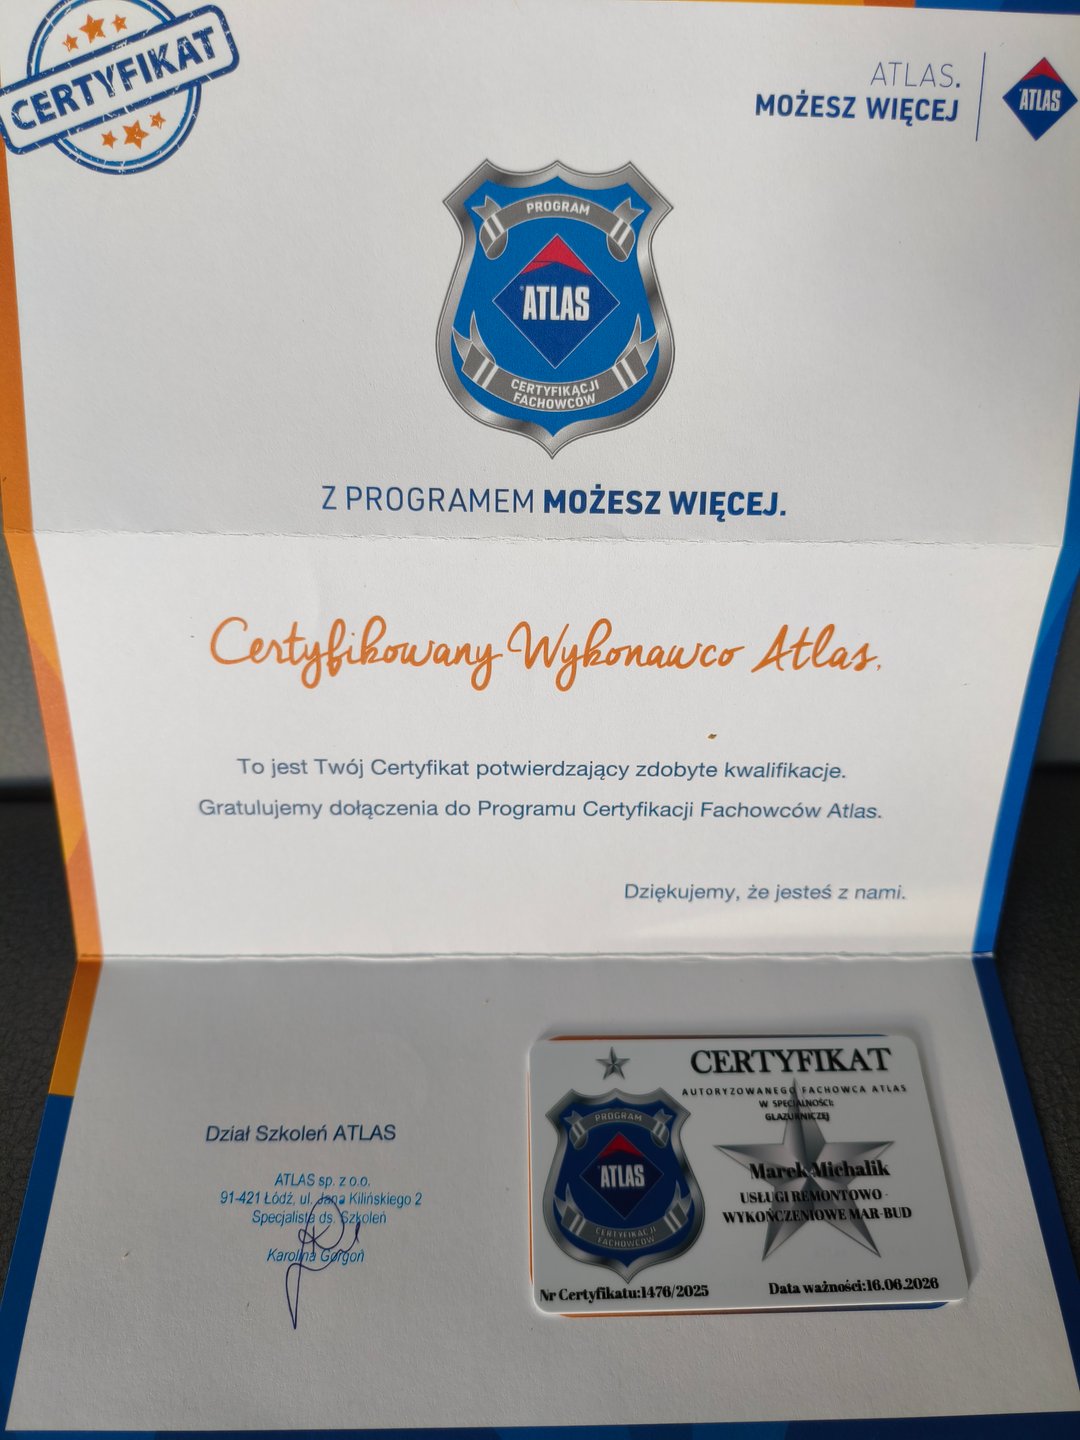 CERTYFIKAT
ATLAS.
MOŻESZ WIĘCEJ
ATLAS
PROGRAM
ATLAS
CERTYFIKACJI
FACHOWCÓW
Z PROGRAMEM MOŻESZ WIĘCEJ.
Certyfikowany Wykonawco Atlas,
To jest Twój Certyfikat potwierdzający zdobyte kwalifikacje.
Gratulujemy dołączenia do Programu Certyfikacji Fachowców Atlas.
Dziękujemy, że jesteś z nami.
Dział Szkoleń ATLAS
ATLAS sp. z o.o.
91-421 Łódź, ul. Jana Kilińskiego 2
Specjalista ds. Szkoleń
Karolina Gorgoń
CERTYFIKAT
AUTORYZOWANEGO FACHOWCA ATLAS
W SPECJALNOŚCI:
GLAZURNICZEJ
PROGRAM
ATLAS
CERTYFIKACJI
FACHOWCÓW
Marek Michalik
USŁUGI REMONTOWO -
WYKOŃCZENIOWE MAR-BUD
Nr Certyfikatu:1476/2025
Data ważności:16.06.2026